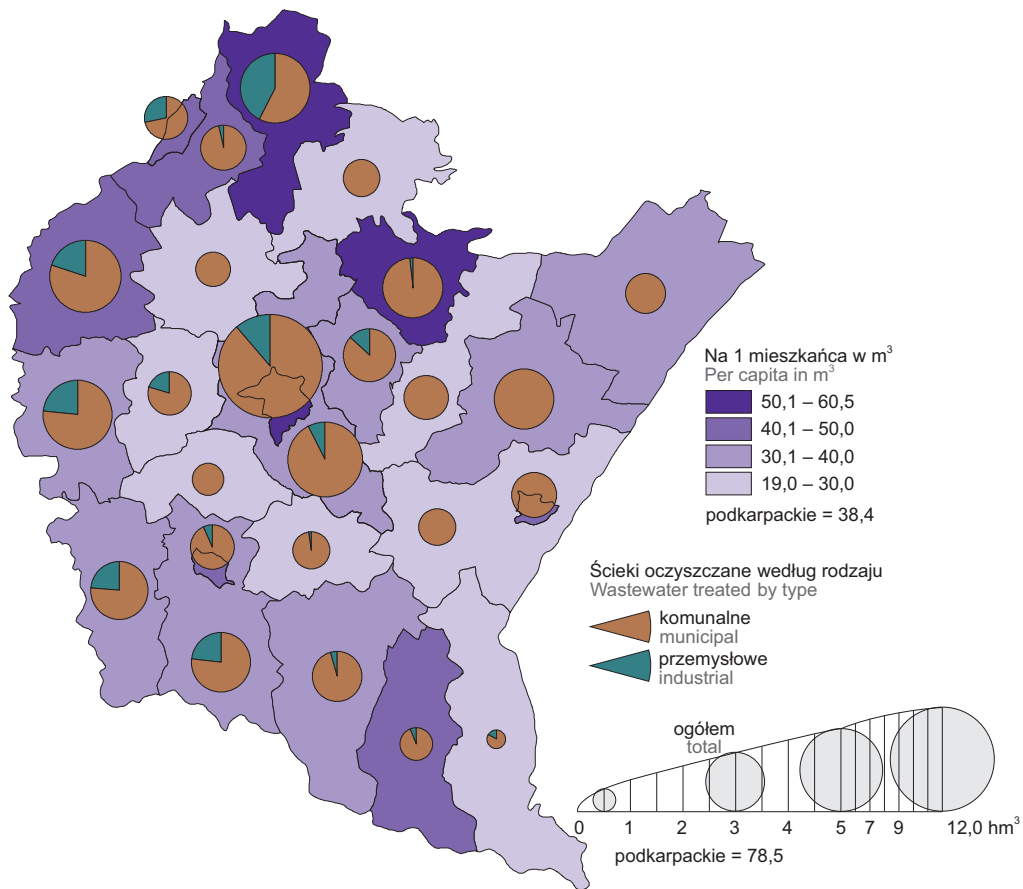 Na 1 mieszkańca w m³
Per capita in m³
50,1 – 60,5
40,1 – 50,0
30,1 – 40,0
19,0 – 30,0
podkarpackie = 38,4
Ścieki oczyszczane według rodzaju
Wastewater treated by type
komunalne
municipal
przemysłowe
industrial
ogółem
total
0 1 2 3 4 5 7 9 12,0 hm³
podkarpackie = 78,5